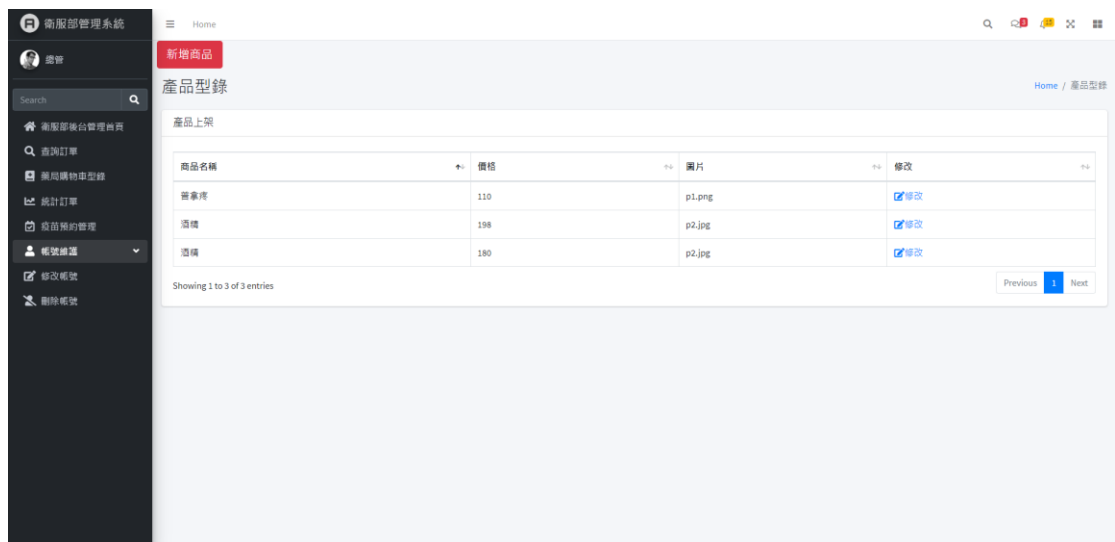 衛服部管理系統
Home
3
15
總管
新增商品
產品型錄
Home / 產品型錄
Search
衛服部後台管理首頁
查詢訂單
藥局購物車型錄
統計訂單
疫苗預約管理
帳號維護
修改帳號
刪除帳號
產品上架
商品名稱 價格 圖片 修改
普拿疼 110 p1.png 修改
酒精 198 p2.jpg 修改
酒精 180 p2.jpg 修改
Showing 1 to 3 of 3 entries
Previous 1 Next